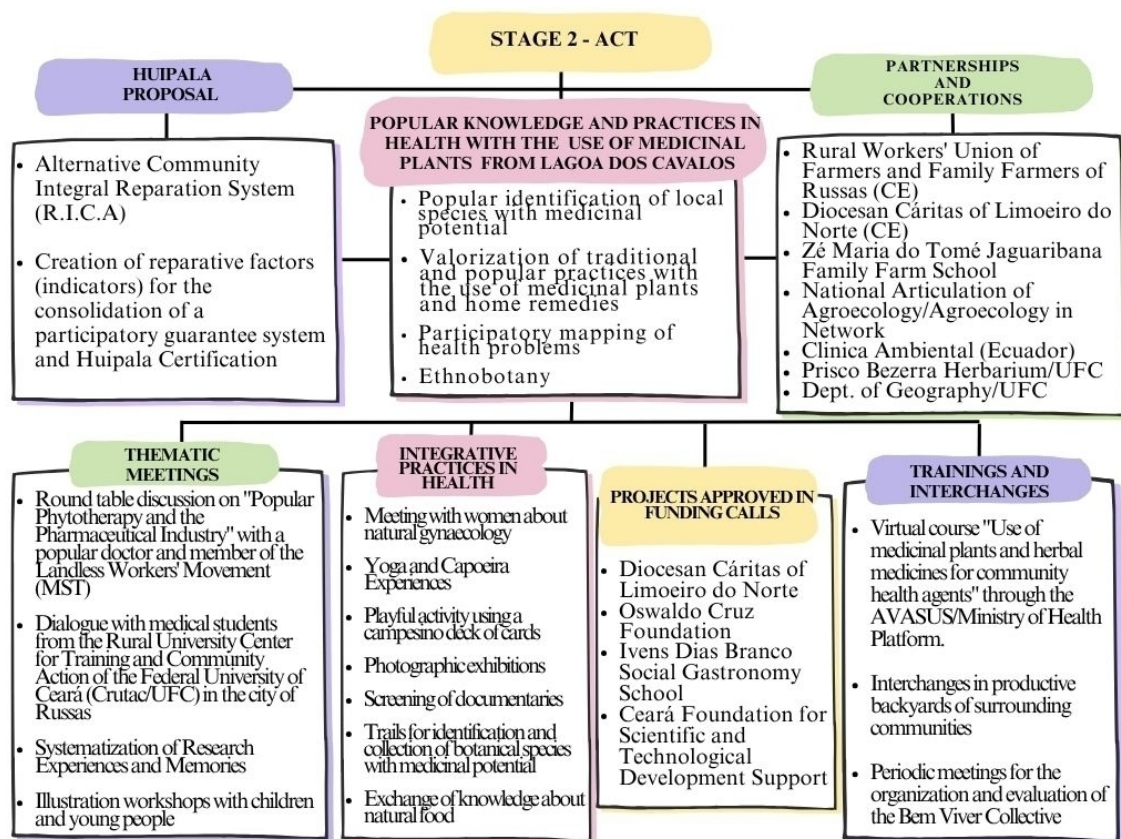 STAGE 2 - ACT
HUIPALA
PROPOSAL
• Alternative Community
Integral Reparation System
(R.I.C.A)
• Creation of reparative factors
(indicators) for the
consolidation of a
participatory guarantee system
and Huipala Certification
POPULAR KNOWLEDGE AND PRACTICES IN
HEALTH WITH THE USE OF MEDICINAL
PLANTS FROM LAGOA DOS CAVALOS
• Popular identification of local
species with medicinal
potential
• Valorization of traditional
and popular practices with
the use of medicinal plants
and home remedies
• Participatory mapping of
health problems
• Ethnobotany
PARTNERSHIPS
AND
COOPERATIONS
• Rural Workers' Union of
Farmers and Family Farmers of
Russas (CE)
• Diocesan Cáritas of Limoeiro do
Norte (CE)
• Zé Maria do Tomé Jaguaribana
Family Farm School
• National Articulation of
Agroecology/Agroecology in
Network
• Clinica Ambiental (Ecuador)
• Prisco Bezerra Herbarium/UFC
• Dept. of Geography/UFC
THEMATIC
MEETINGS
• Round table discussion on "Popular
Phytotherapy and the
Pharmaceutical Industry" with a
popular doctor and member of the
Landless Workers' Movement
(MST)
• Dialogue with medical students
from the Rural University Center
for Training and Community
Action of the Federal University of
Ceará (Crutac/UFC) in the city of
Russas
• Systematization of Research
Experiences and Memories
• Illustration workshops with children
and young people
INTEGRATIVE
PRACTICES IN
HEALTH
• Meeting with women about
natural gynaecology
• Yoga and Capoeira
Experiences
• Playful activity using a
campesino deck of cards
• Photographic exhibitions
• Screening of documentaries
• Trails for identification and
collection of botanical species
with medicinal potential
• Exchange of knowledge about
natural food
PROJECTS APPROVED IN
FUNDING CALLS
• Diocesan Cáritas of
Limoeiro do Norte
• Oswaldo Cruz
Foundation
• Ivens Dias Branco
Social Gastronomy
School
• Ceará Foundation for
Scientific and
Technological
Development Support
TRAININGS AND
INTERCHANGES
• Virtual course "Use of
medicinal plants and herbal
medicines for community
health agents" through the
AVASUS/Ministry of Health
Platform.
• Interchanges in productive
backyards of surrounding
communities
• Periodic meetings for the
organization and evaluation of
the Bem Viver Collective